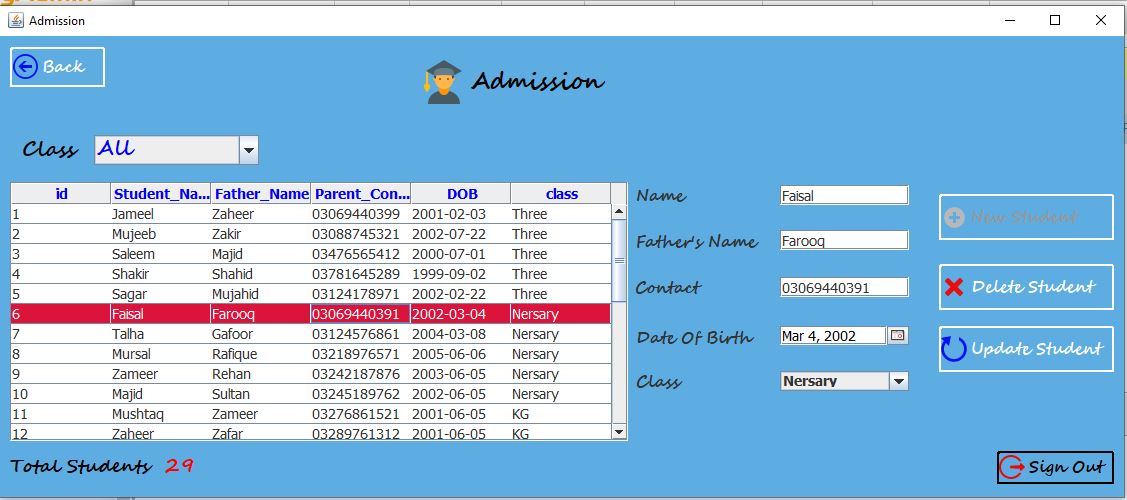 Admission
Back
Admission
Class All
id Student_Na... Father_Name Parent_Con... DOB class
1 Jameel Zaheer 03069440399 2001-02-03 Three
2 Mujeeb Zakir 03088745321 2002-07-22 Three
3 Saleem Majid 03476565412 2000-07-01 Three
4 Shakir Shahid 03781645289 1999-09-02 Three
5 Sagar Mujahid 03124178971 2002-02-22 Three
6 Faisal Farooq 03069440391 2002-03-04 Nersary
7 Talha Gafoor 03124576861 2004-03-08 Nersary
8 Mursal Rafique 03218976571 2005-06-06 Nersary
9 Zameer Rehan 03242187876 2003-06-05 Nersary
10 Majid Sultan 03245189762 2002-06-05 Nersary
11 Mushtaq Zameer 03276861521 2001-06-05 KG
12 Zaheer Zafar 03289761312 2001-06-05 KG
Total Students 29
Name Faisal
Father's Name Farooq
Contact 03069440391
Date Of Birth Mar 4, 2002
Class Nersary
New Student
Delete Student
Update Student
Sign Out